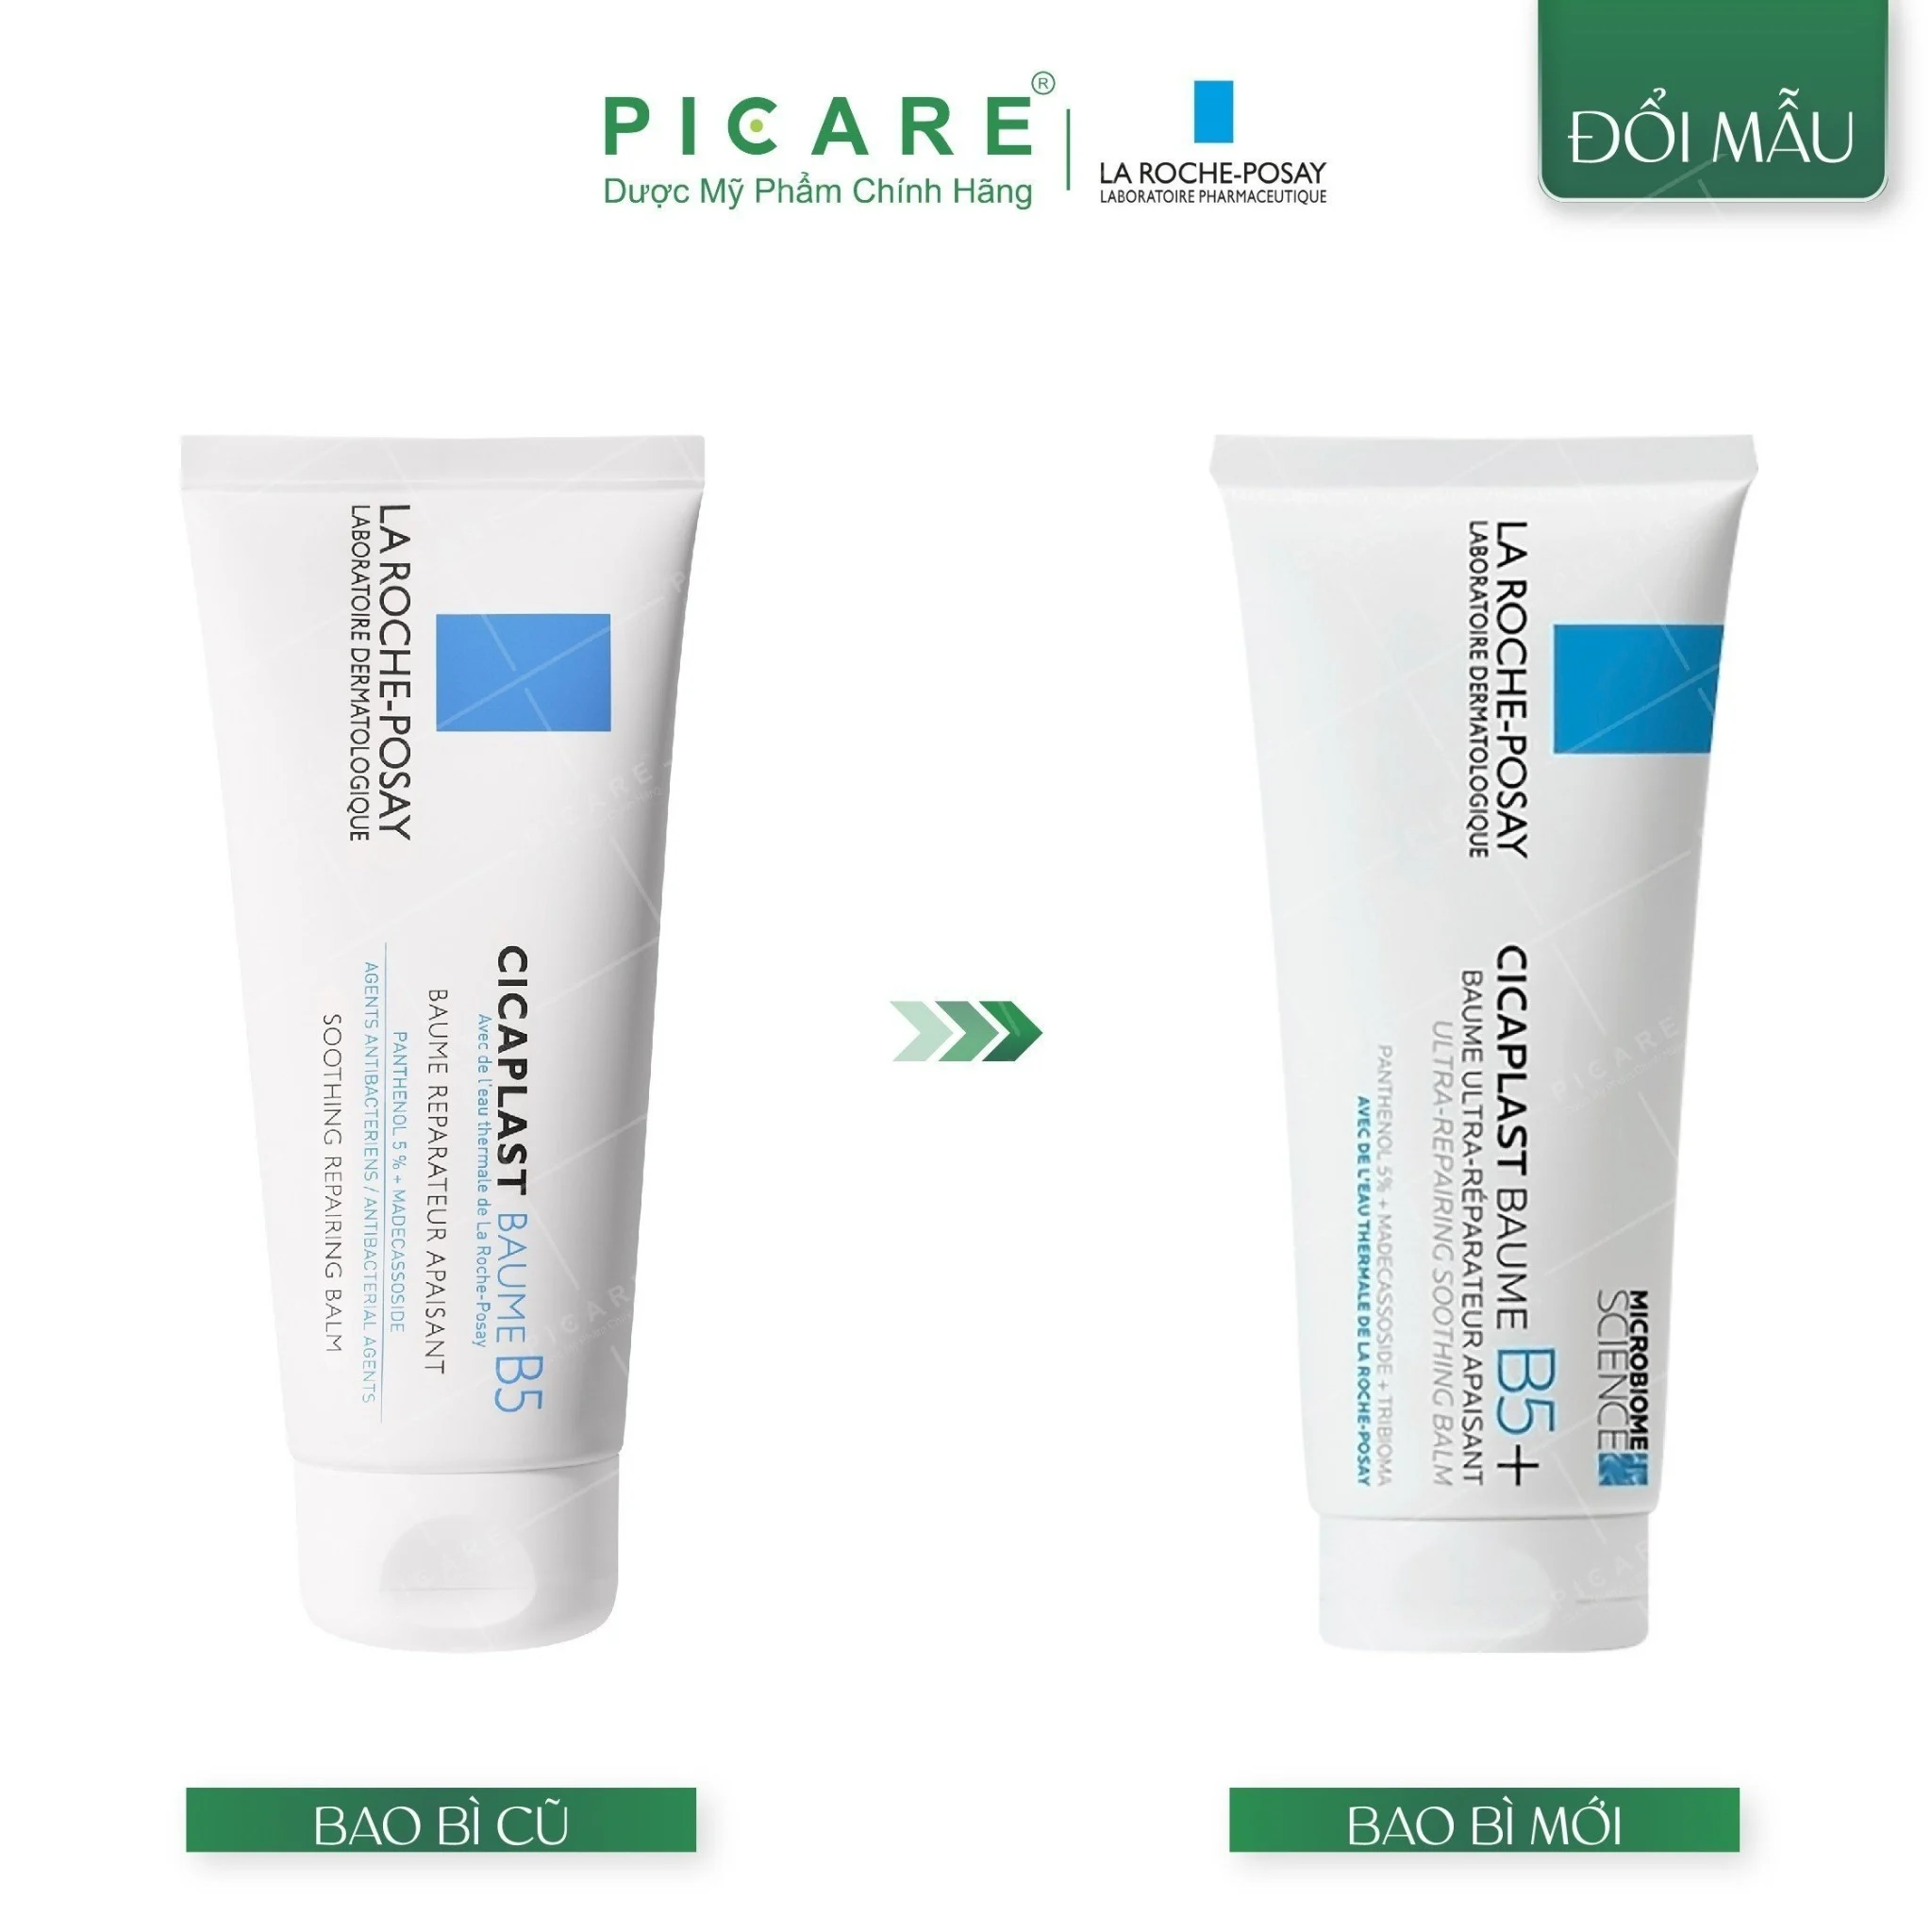 PICARE®
Dược Mỹ Phẩm Chính Hãng
LA ROCHE-POSAY
LABORATOIRE PHARMACEUTIQUE
ĐỔI MẪU
LA ROCHE-POSAY
LABORATOIRE DERMATOLOGIQUE
CICAPLAST BAUME B5
Avec de l'eau thermale de La Roche-Posay
BAUME REPARATEUR APAISANT
PANTHENOL 5 % + MADECASSOSIDE
AGENTS ANTIBACTERIENS / ANTIBACTERIAL AGENTS
SOOTHING REPAIRING BALM
LA ROCHE-POSAY
LABORATOIRE DERMATOLOGIQUE
MICROBIOME
SCIENCE
CICAPLAST BAUME B5+
BAUME ULTRA-RÉPARATEUR APAISANT
ULTRA-REPAIRING SOOTHING BALM
PANTHENOL 5% + MADECASSOSIDE + TRIBIOMA
AVEC DE L'EAU THERMALE DE LA ROCHE-POSAY
BAO BÌ CŨ
BAO BÌ MỚI